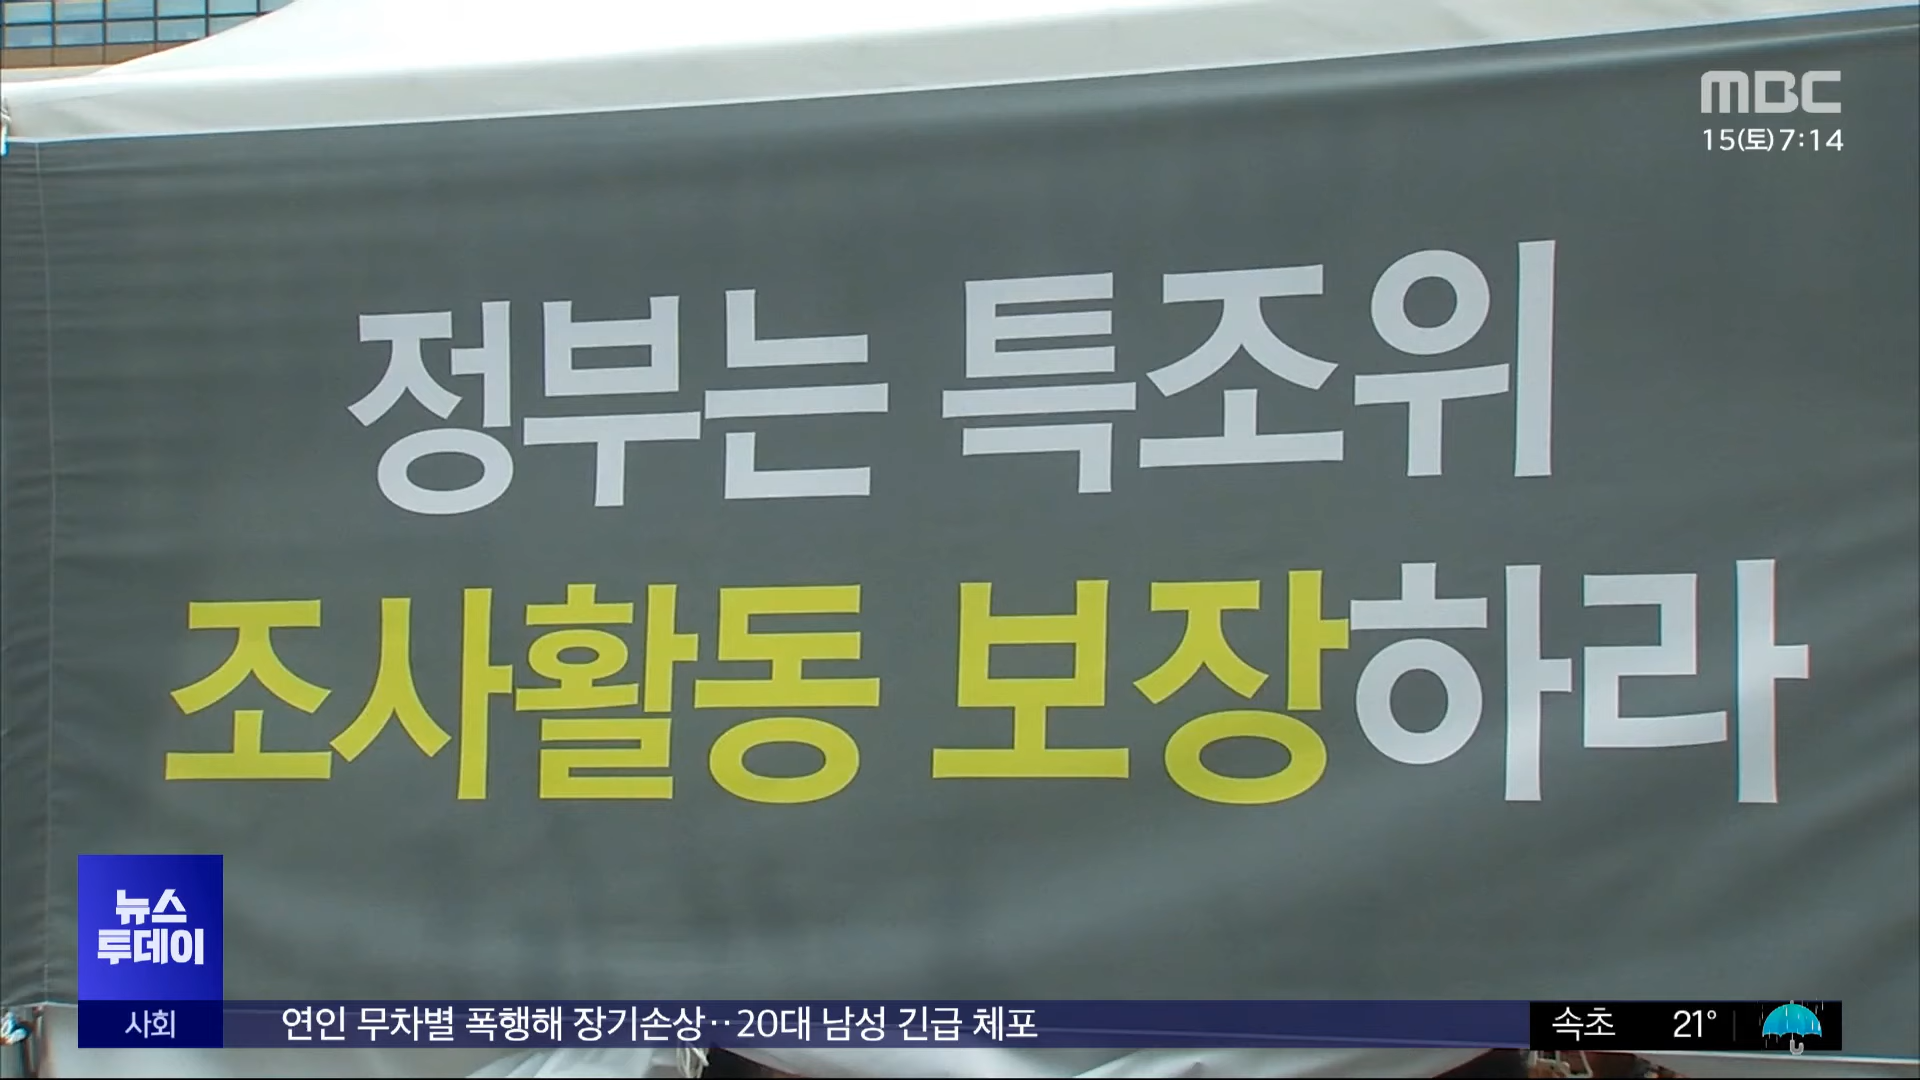 MBC
15(토)7:14
정부는 특조위
조사활동 보장하라
뉴스
투데이
사회
연인 무차별 폭행해 장기손상‥20대 남성 긴급 체포
속초 21°